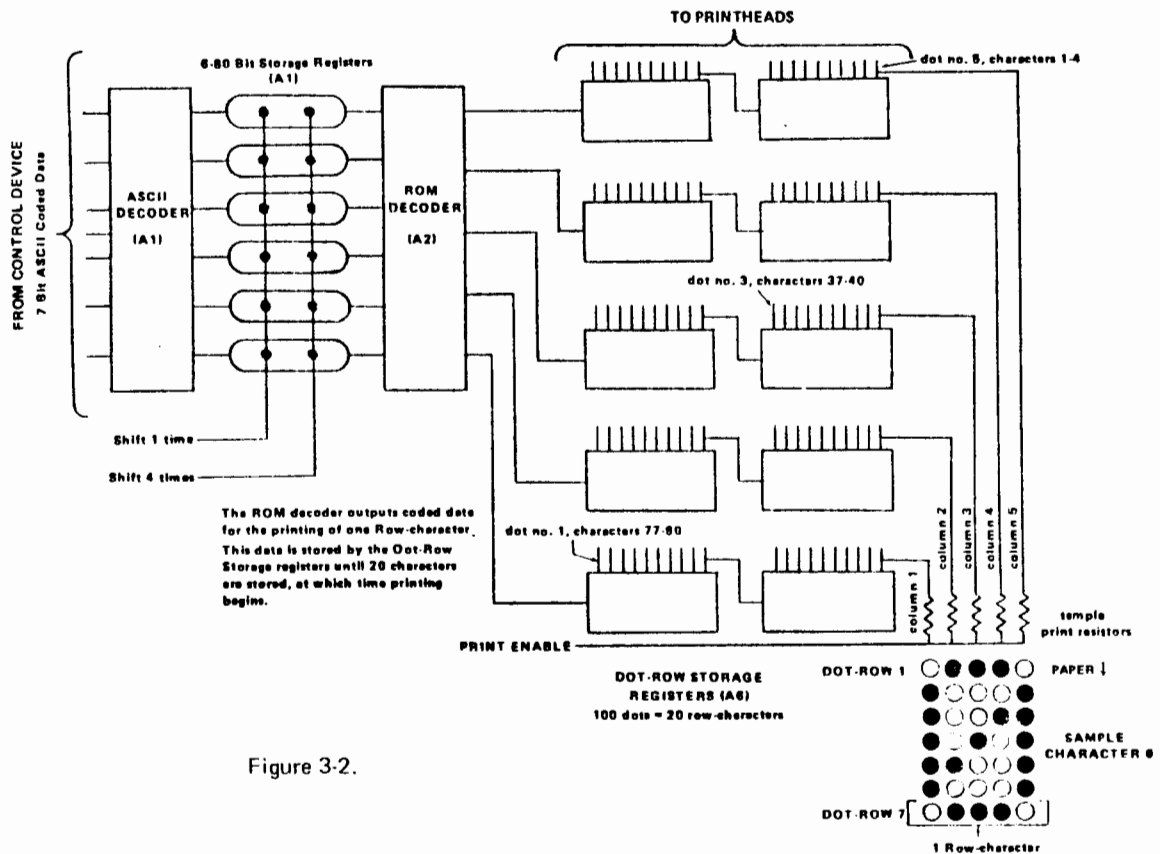 TO PRINTHEADS
6-80 Bit Storage Registers
(A1)
dot no. 5, characters 1-4
FROM CONTROL DEVICE
7 Bit ASCII Coded Data
ASCII
DECODER
(A1)
ROM
DECODER
(A2)
dot no. 3, characters 37-40
Shift 1 time
Shift 4 times
The ROM decoder outputs coded data
for the printing of one Row-character.
This data is stored by the Dot-Row
Storage registers until 20 characters
are stored, at which time printing
begins.
dot no. 1, characters 77-80
column 1
column 2
column 3
column 4
column 5
sample
print resistors
PRINT ENABLE
DOT-ROW STORAGE
REGISTERS (A6)
100 dots = 20 row-characters
DOT-ROW 1
PAPER ↓
SAMPLE
CHARACTER 0
DOT-ROW 7
1 Row-character
Figure 3-2.